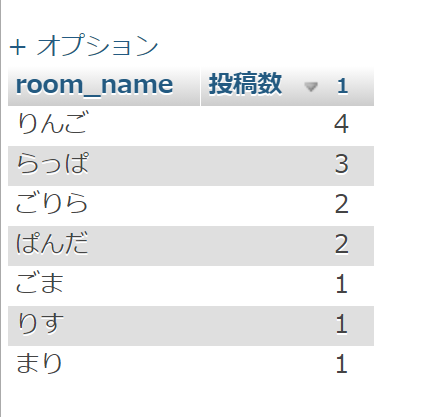 + オプション
room_name 投稿数 1
りんご 4
らっぱ 3
ごりら 2
ぱんだ 2
ごま 1
りす 1
まり 1